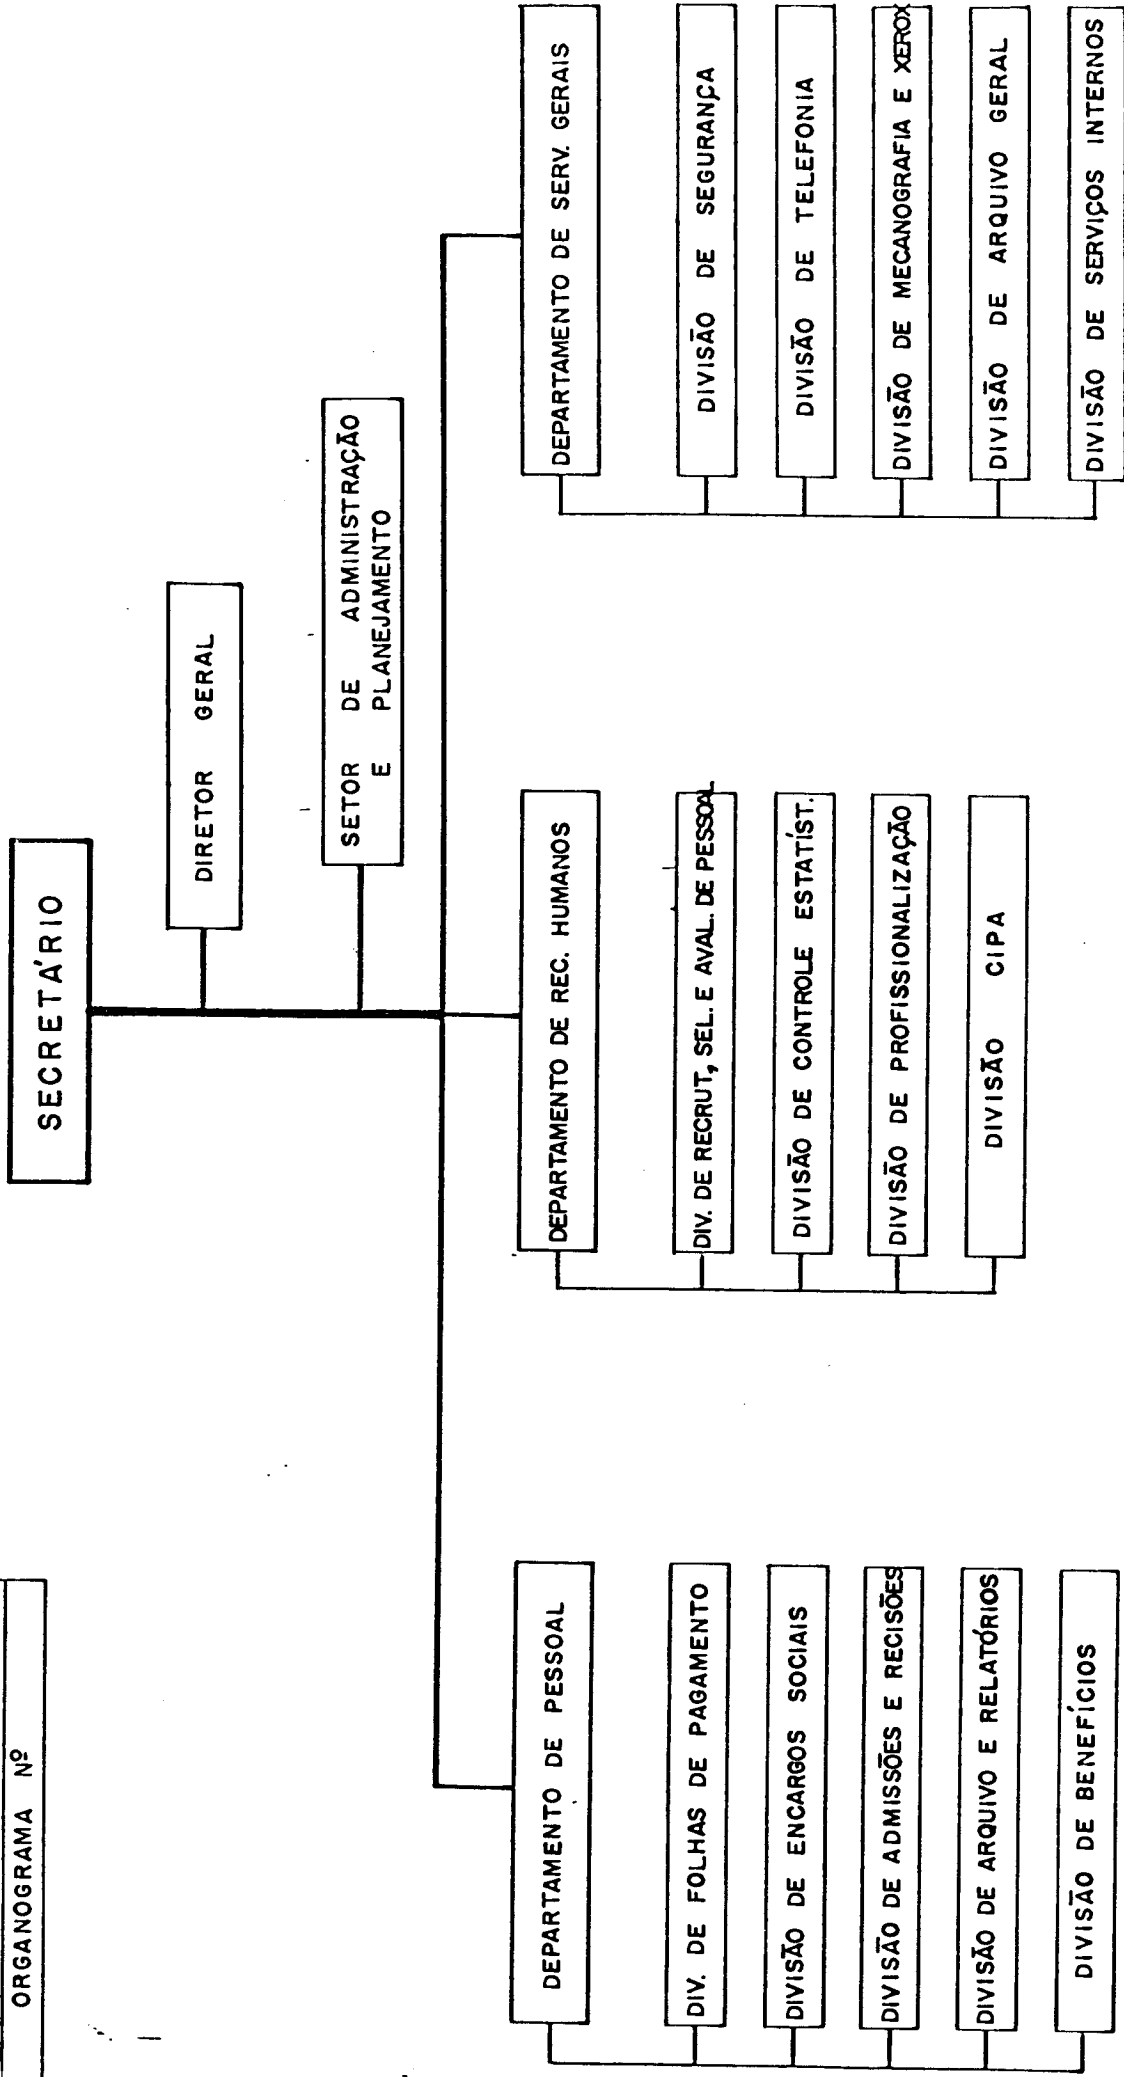 ORGANOGRAMA Nº
SECRETÁRIO
DIRETOR GERAL
SETOR DE ADMINISTRAÇÃO
E PLANEJAMENTO
DEPARTAMENTO DE PESSOAL
DIV. DE FOLHAS DE PAGAMENTO
DIVISÃO DE ENCARGOS SOCIAIS
DIVISÃO DE ADMISSÕES E RECISÕES
DIVISÃO DE ARQUIVO E RELATÓRIOS
DIVISÃO DE BENEFÍCIOS
DEPARTAMENTO DE REC. HUMANOS
DIV. DE RECRUT, SEL. E AVAL. DE PESSOAL
DIVISÃO DE CONTROLE ESTATÍST.
DIVISÃO DE PROFISSIONALIZAÇÃO
DIVISÃO CIPA
DEPARTAMENTO DE SERV. GERAIS
DIVISÃO DE SEGURANÇA
DIVISÃO DE TELEFONIA
DIVISÃO DE MECANOGRAFIA E XEROX
DIVISÃO DE ARQUIVO GERAL
DIVISÃO DE SERVIÇOS INTERNOS